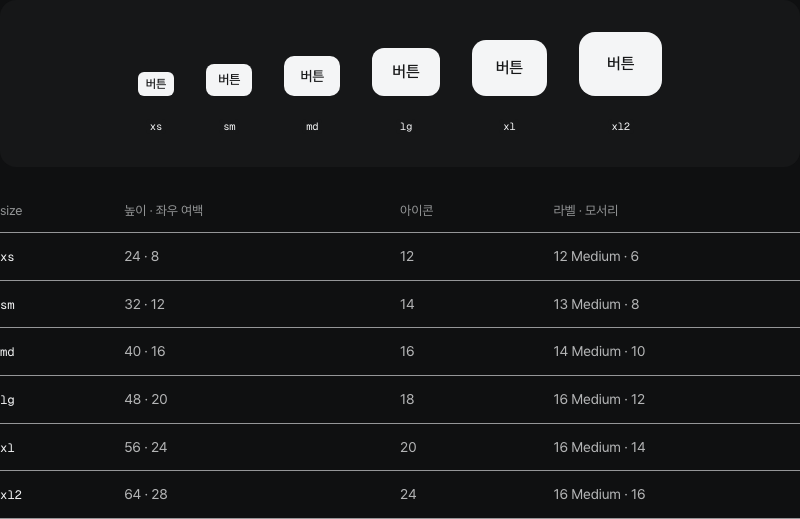 버튼 버튼 버튼 버튼 버튼 버튼
xs sm md lg xl xl2
size 높이 · 좌우 여백 아이콘 라벨 · 모서리
xs 24 · 8 12 12 Medium · 6
sm 32 · 12 14 13 Medium · 8
md 40 · 16 16 14 Medium · 10
lg 48 · 20 18 16 Medium · 12
xl 56 · 24 20 16 Medium · 14
xl2 64 · 28 24 16 Medium · 16